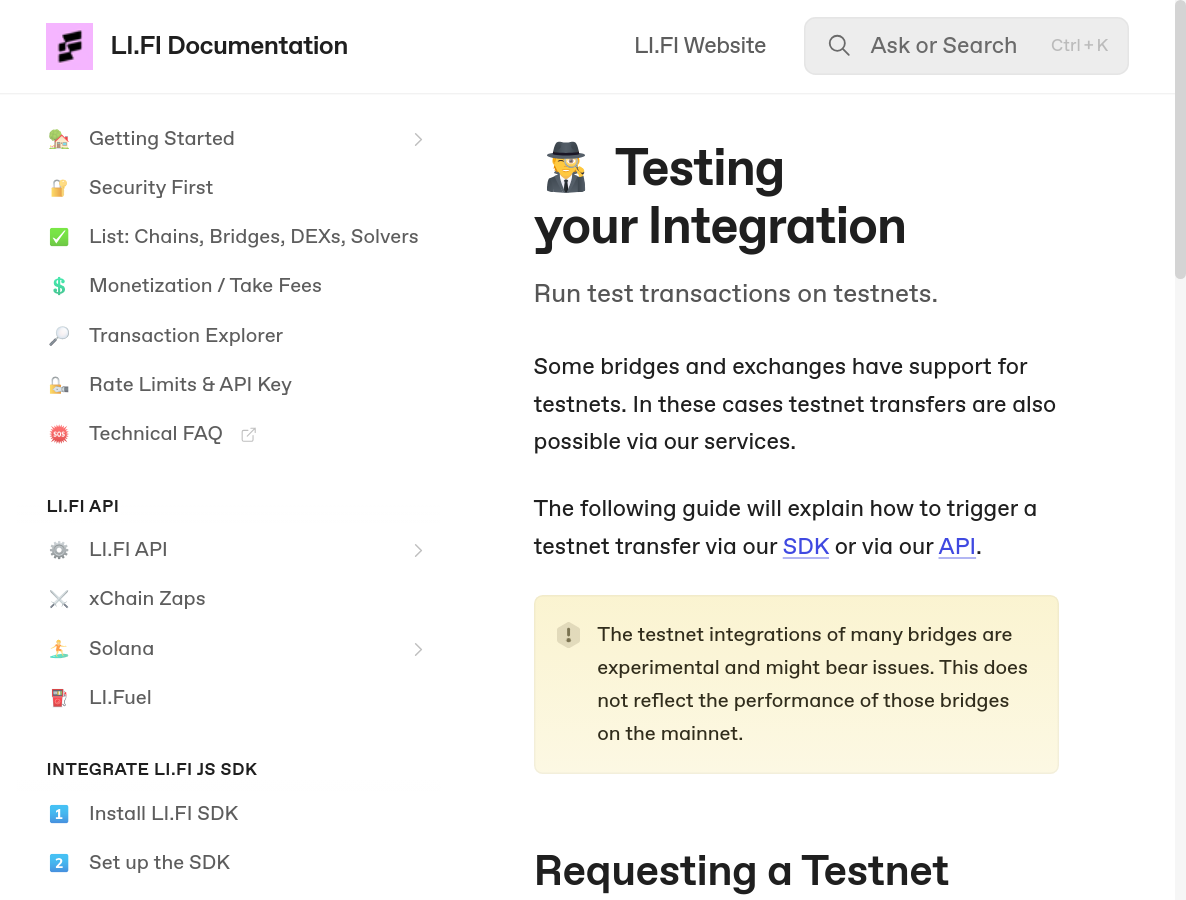 LI.FI Documentation
LI.FI Website
Ask or Search
Ctrl + K
Getting Started
Security First
List: Chains, Bridges, DEXs, Solvers
Monetization / Take Fees
Transaction Explorer
Rate Limits & API Key
SOS
Technical FAQ
LI.FI API
LI.FI API
xChain Zaps
Solana
LI.Fuel
INTEGRATE LI.FI JS SDK
1 Install LI.FI SDK
2 Set up the SDK
Testing
your Integration
Run test transactions on testnets.
Some bridges and exchanges have support for
testnets. In these cases testnet transfers are also
possible via our services.
The following guide will explain how to trigger a
testnet transfer via our SDK or via our API.
The testnet integrations of many bridges are
experimental and might bear issues. This does
not reflect the performance of those bridges
on the mainnet.
Requesting a Testnet